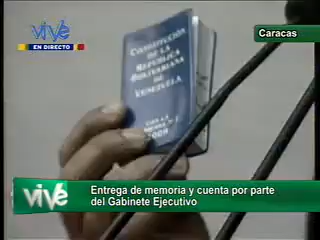 ViVe
EN DIRECTO
Caracas
CONSTITUCIÓN
DE LA
REPÚBLICA
BOLIVARIANA
DE
VENEZUELA
2009
ViVe
Entrega de memoria y cuenta por parte
del Gabinete Ejecutivo